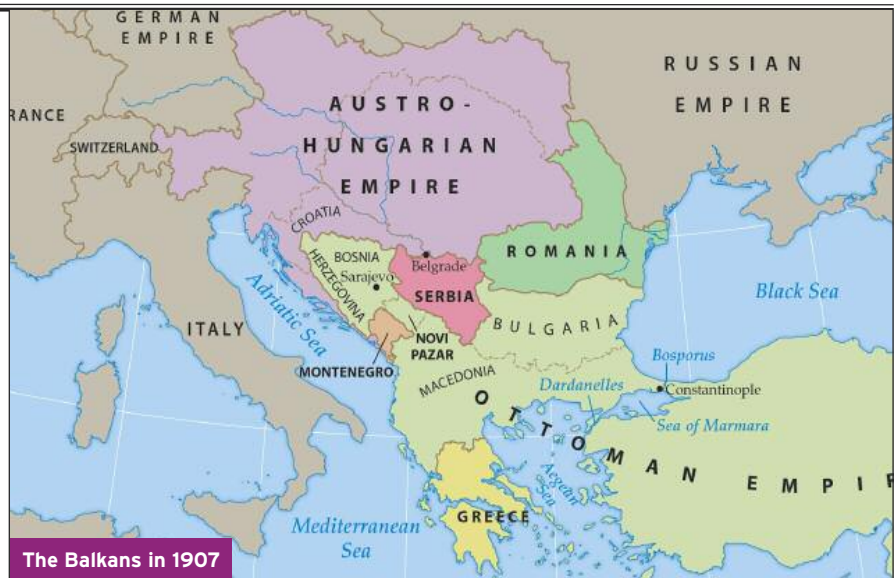 GERMAN
EMPIRE
RUSSIAN
EMPIRE
RANCE
SWITZERLAND
AUSTRO-
HUNGARIAN
EMPIRE
CROATIA
BOSNIA
HERZEGOVINA
Sarajevo
Belgrade
SERBIA
ROMANIA
Black Sea
Adriatic Sea
ITALY
NOVI
PAZAR
MONTENEGRO
BULGARIA
MACEDONIA
Bosporus
Dardanelles
Constantinople
Sea of Marmara
OTTOMAN EMPIR
Aegean
Sea
GREECE
Mediterranean
Sea
The Balkans in 1907